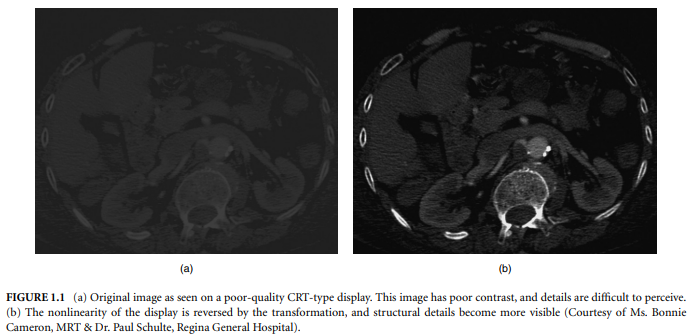 (a)
(b)
FIGURE 1.1 (a) Original image as seen on a poor-quality CRT-type display. This image has poor contrast, and details are difficult to perceive.
(b) The nonlinearity of the display is reversed by the transformation, and structural details become more visible (Courtesy of Ms. Bonnie
Cameron, MRT & Dr. Paul Schulte, Regina General Hospital).